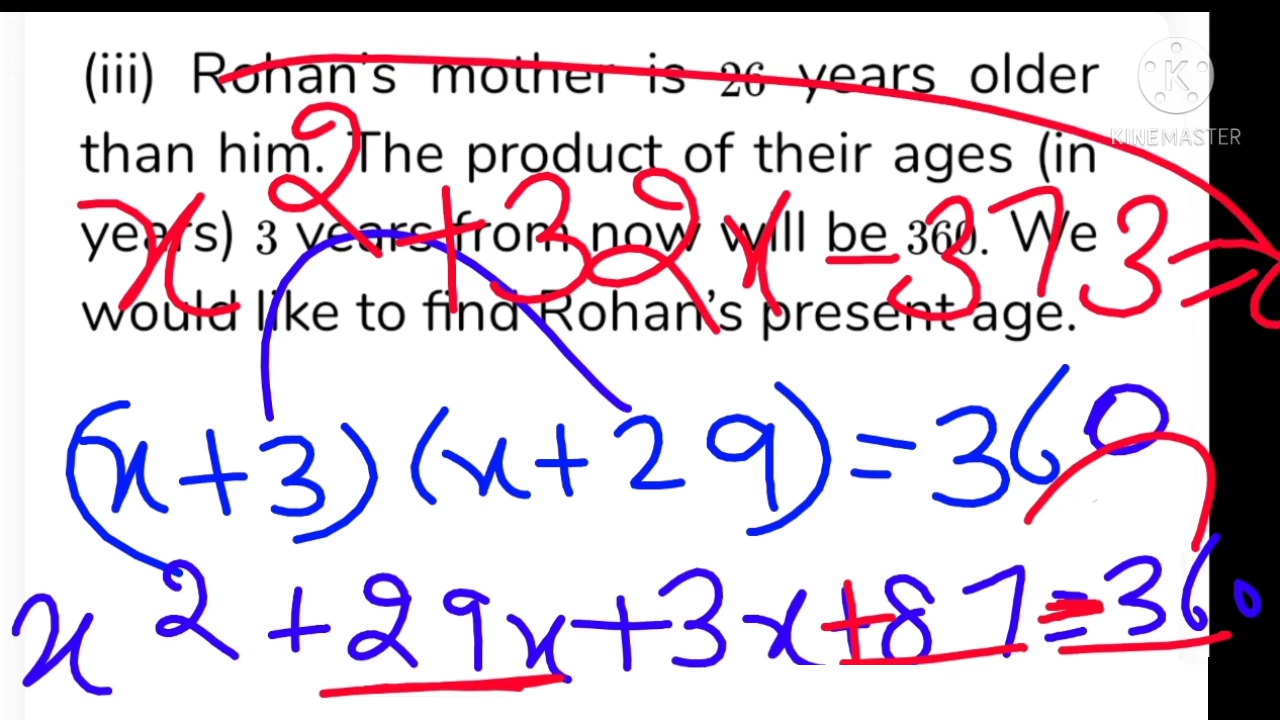 (iii) Rohan's mother is 26 years older
than him. The product of their ages (in
years) 3 years from now will be 360. We
would like to find Rohan's present age.
x² + 32x - 373 = 0
(x+3) (x+29) = 360
x² + 29x + 3x + 87 = 360
K
KINEMASTER